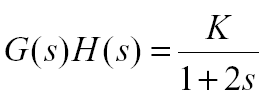 G(s)H(s) = K / (1 + 2s)